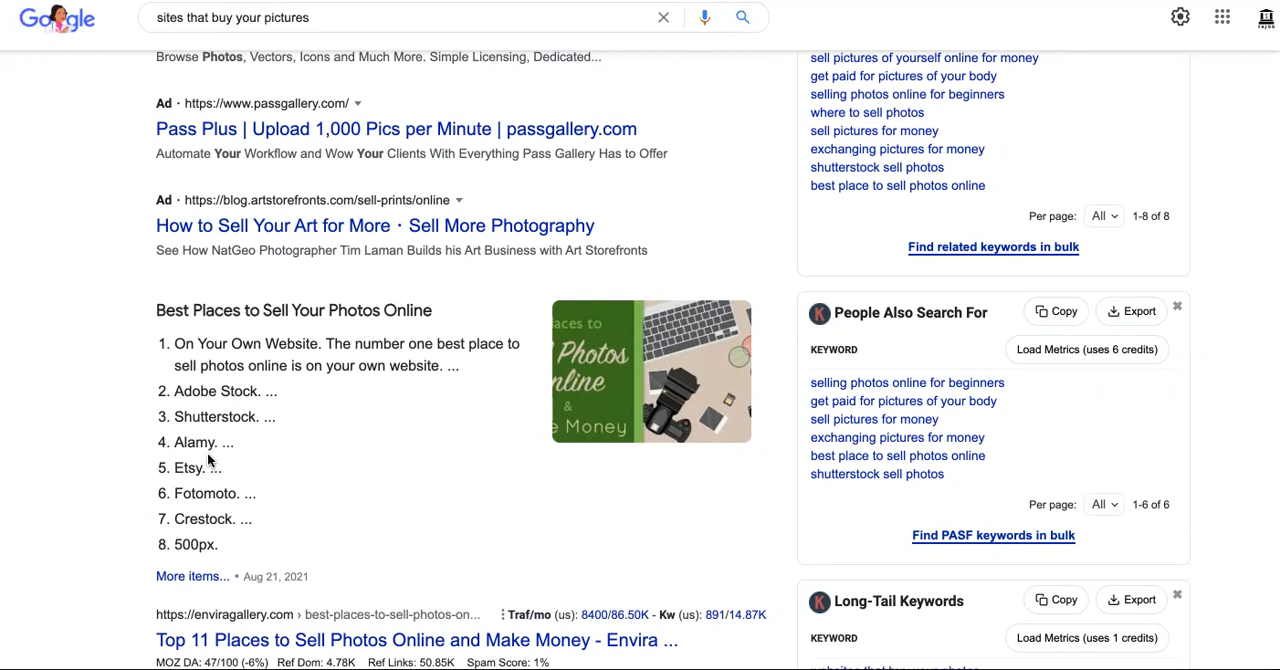 Google
sites that buy your pictures
Browse Photos, Vectors, Icons and Much More. Simple Licensing, Dedicated...
Ad · https://www.passgallery.com/
Pass Plus | Upload 1,000 Pics per Minute | passgallery.com
Automate Your Workflow and Wow Your Clients With Everything Pass Gallery Has to Offer
Ad · https://blog.artstorefronts.com/sell-prints/online
How to Sell Your Art for More · Sell More Photography
See How NatGeo Photographer Tim Laman Builds his Art Business with Art Storefronts
Best Places to Sell Your Photos Online
1. On Your Own Website. The number one best place to
sell photos online is on your own website. ...
2. Adobe Stock. ...
3. Shutterstock. ...
4. Alamy. ...
5. Etsy. ...
6. Fotomoto. ...
7. Crestock. ...
8. 500px.
aces to
Photos
nline
&
e Money
More items... • Aug 21, 2021
https://enviragallery.com › best-places-to-sell-photos-on...
Traf/mo (us): 8400/86.50K - Kw (us): 891/14.87K
Top 11 Places to Sell Photos Online and Make Money - Envira ...
MOZ DA: 47/100 (-6%) Ref Dom: 4.78K Ref Links: 50.85K Spam Score: 1%
sell pictures of yourself online for money
get paid for pictures of your body
selling photos online for beginners
where to sell photos
sell pictures for money
exchanging pictures for money
shutterstock sell photos
best place to sell photos online
Per page: All 1-8 of 8
Find related keywords in bulk
K People Also Search For Copy Export
KEYWORD Load Metrics (uses 6 credits)
selling photos online for beginners
get paid for pictures of your body
sell pictures for money
exchanging pictures for money
best place to sell photos online
shutterstock sell photos
Per page: All 1-6 of 6
Find PASF keywords in bulk
K Long-Tail Keywords Copy Export
KEYWORD Load Metrics (uses 1 credits)